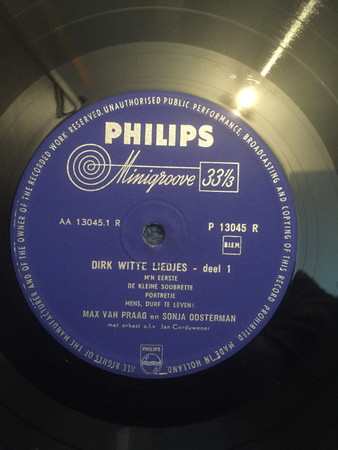 ALL RIGHTS OF THE MANUFACTURER AND OF THE OWNER OF THE RECORDED WORK RESERVED. UNAUTHORISED PUBLIC PERFORMANCE, BROADCASTING AND COPYING OF THIS RECORD PROHIBITED. MADE IN HOLLAND
PHILIPS
Minigroove 33⅓
AA 13045.1 R
P 13045 R
B.I.E.M.
DIRK WITTE LIEDJES - deel 1
M'N EERSTE
DE KLEINE SOUBRETTE
PORTRETJE
MENS, DURF TE LEVEN!
MAX VAN PRAAG en SONJA OOSTERMAN
met orkest o.l.v. Jan Corduwener
PHILIPS